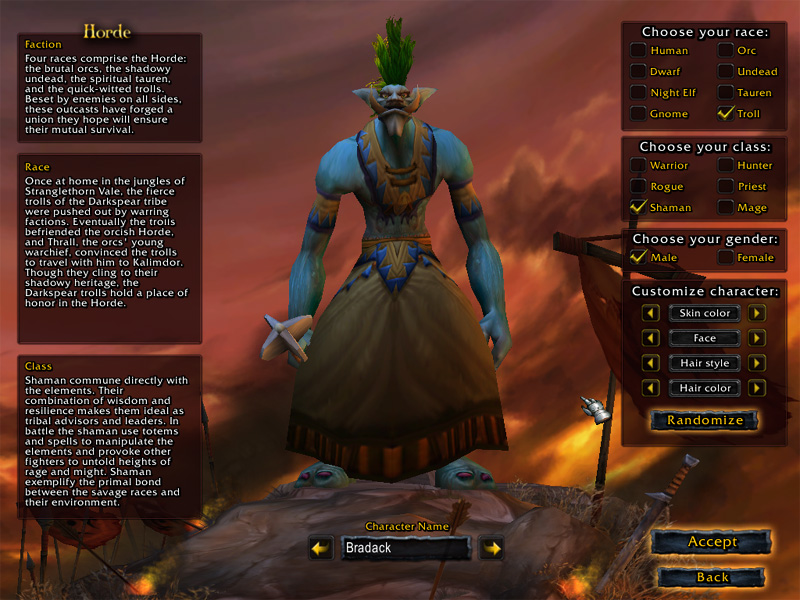 Horde
Faction
Four races comprise the Horde:
the brutal orcs, the shadowy
undead, the spiritual tauren,
and the quick-witted trolls.
Beset by enemies on all sides,
these outcasts have forged a
union they hope will ensure
their mutual survival.
Race
Once at home in the jungles of
Stranglethorn Vale, the fierce
trolls of the Darkspear tribe
were pushed out by warring
factions. Eventually the trolls
befriended the orcish Horde,
and Thrall, the orcs' young
warchief, convinced the trolls
to travel with him to Kalimdor.
Though they cling to their
shadowy heritage, the
Darkspear trolls hold a place of
honor in the Horde.
Class
Shaman commune directly with
the elements. Their
combination of wisdom and
resilience makes them ideal as
tribal advisors and leaders. In
battle the shaman use totems
and spells to manipulate the
elements and provoke other
fighters to untold heights of
rage and might. Shaman
exemplify the primal bond
between the savage races and
their environment.
Character Name
Bradack
Choose your race:
Human Orc
Dwarf Undead
Night Elf Tauren
Gnome Troll
Choose your class:
Warrior Hunter
Rogue Priest
Shaman Mage
Choose your gender:
Male Female
Customize character:
Skin color
Face
Hair style
Hair color
Randomize
Accept
Back